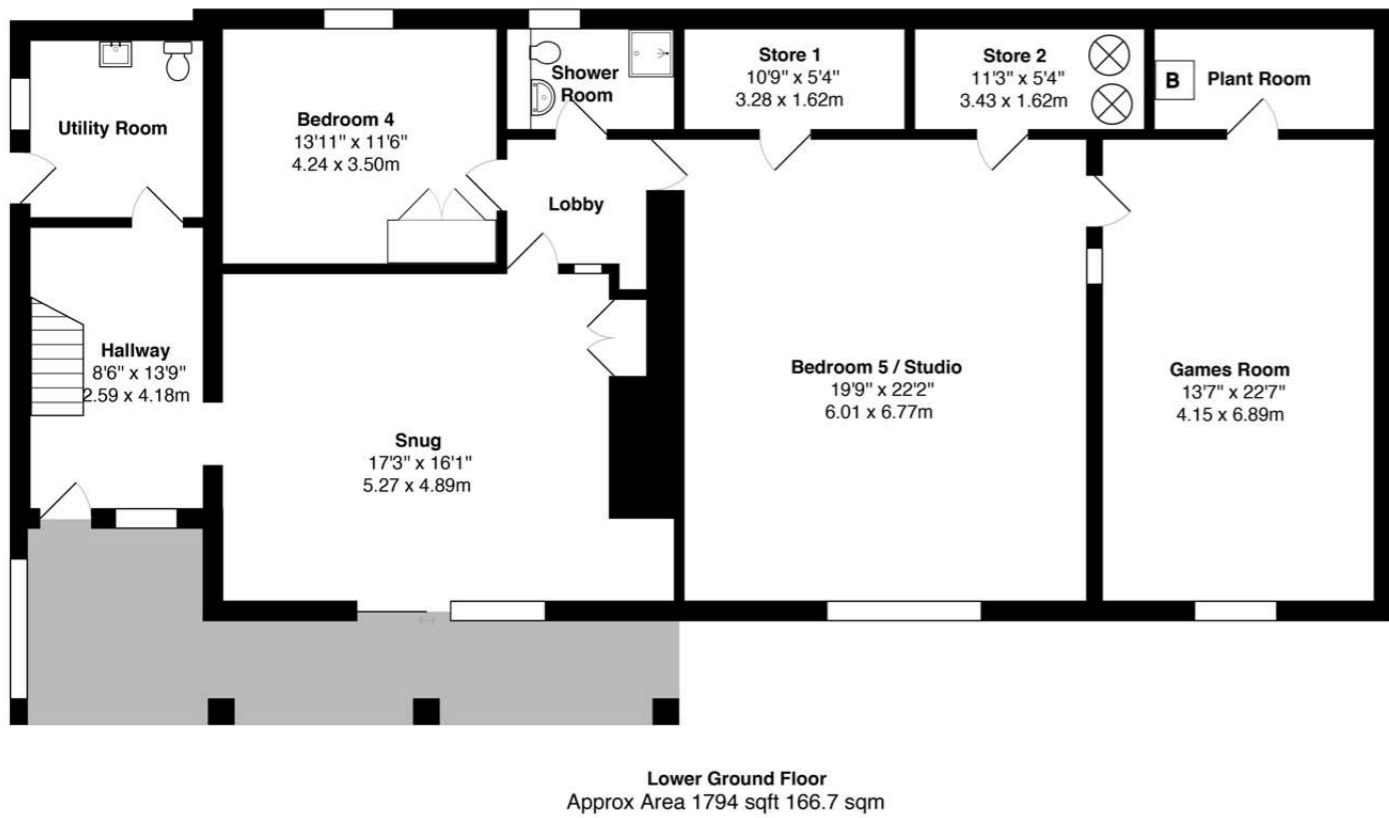 Utility Room
Bedroom 4
13'11" x 11'6"
4.24 x 3.50m
Shower
Room
Store 1
10'9" x 5'4"
3.28 x 1.62m
Store 2
11'3" x 5'4"
3.43 x 1.62m
B
Plant Room
Lobby
Hallway
8'6" x 13'9"
2.59 x 4.18m
Snug
17'3" x 16'1"
5.27 x 4.89m
Bedroom 5 / Studio
19'9" x 22'2"
6.01 x 6.77m
Games Room
13'7" x 22'7"
4.15 x 6.89m
Lower Ground Floor
Approx Area 1794 sqft 166.7 sqm